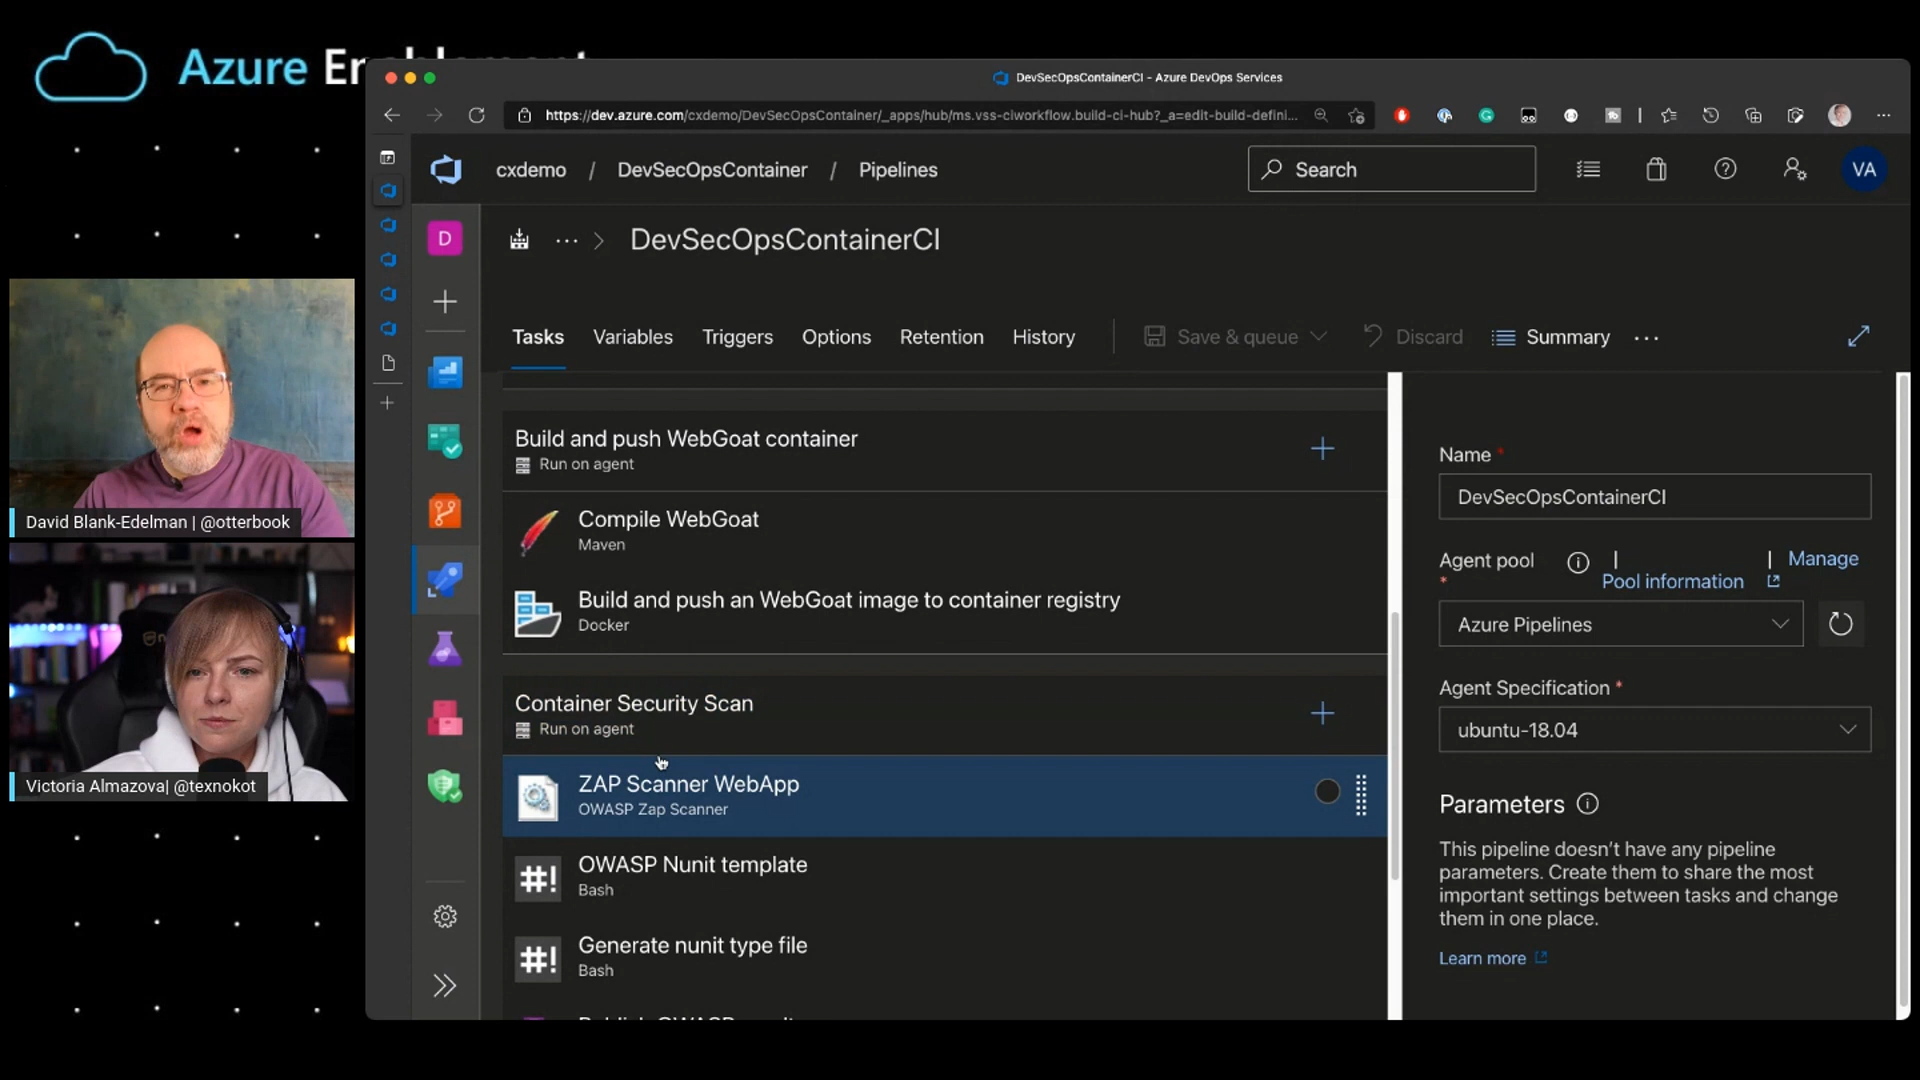 Azure
DevSecOpsContainerCI - Azure DevOps Services
https://dev.azure.com/cxdemo/DevSecOpsContainer/_apps/hub/ms.vss-ciworkflow.build-ci-hub?_a=edit-build-defini...
cxdemo / DevSecOpsContainer / Pipelines
Search
VA
D
DevSecOpsContainerCI
Tasks Variables Triggers Options Retention History
Save & queue Discard Summary
Build and push WebGoat container
Run on agent
Compile WebGoat
Maven
Build and push an WebGoat image to container registry
Docker
Container Security Scan
Run on agent
ZAP Scanner WebApp
OWASP Zap Scanner
#!
OWASP Nunit template
Bash
#!
Generate nunit type file
Bash
Name *
DevSecOpsContainerCI
Agent pool | | Manage
* Pool information
Azure Pipelines
Agent Specification *
ubuntu-18.04
Parameters
This pipeline doesn't have any pipeline
parameters. Create them to share the most
important settings between tasks and change
them in one place.
Learn more
David Blank-Edelman | @otterbook
Victoria Almazova| @texnokot